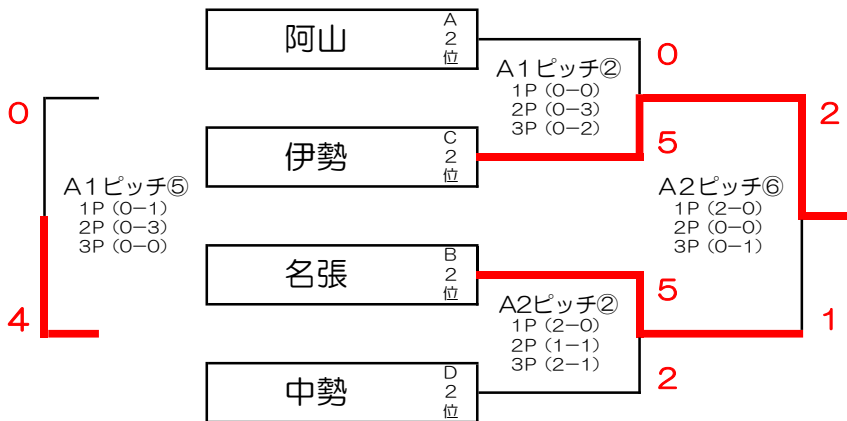 阿山
A
2
位
A1ピッチ②
1P (0−0)
2P (0−3)
3P (0−2)
0
5
伊勢
C
2
位
0
A1ピッチ⑤
1P (0−1)
2P (0−3)
3P (0−0)
4
2
A2ピッチ⑥
1P (2−0)
2P (0−0)
3P (0−1)
1
名張
B
2
位
5
A2ピッチ②
1P (2−0)
2P (1−1)
3P (2−1)
2
中勢
D
2
位